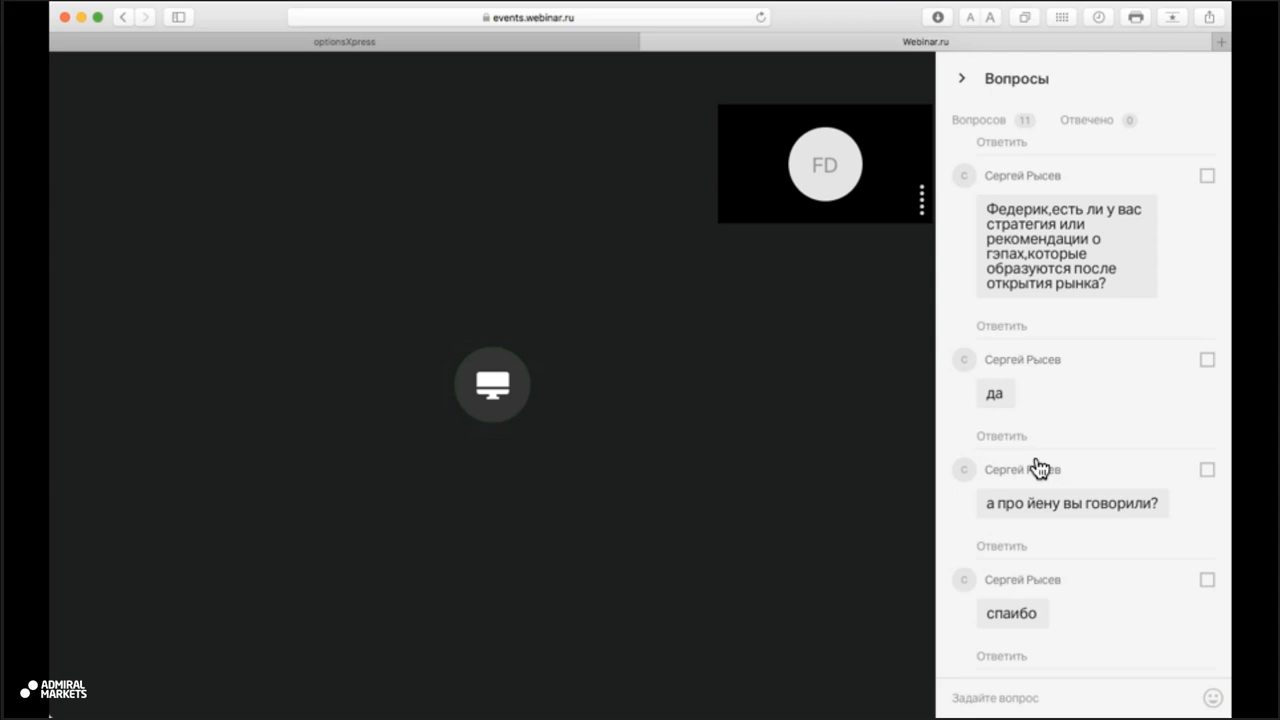 events.webinar.ru
A A
optionsXpress
Webinar.ru
Вопросы
Вопросов 11 Отвечено 0
Ответить
С Сергей Рысев
Федерик,есть ли у вас
стратегия или
рекомендации о
гэпах,которые
образуются после
открытия рынка?
Ответить
С Сергей Рысев
да
Ответить
С Сергей Рысев
а про йену вы говорили?
Ответить
С Сергей Рысев
спаибо
Ответить
Задайте вопрос
FD
ADMIRAL
MARKETS